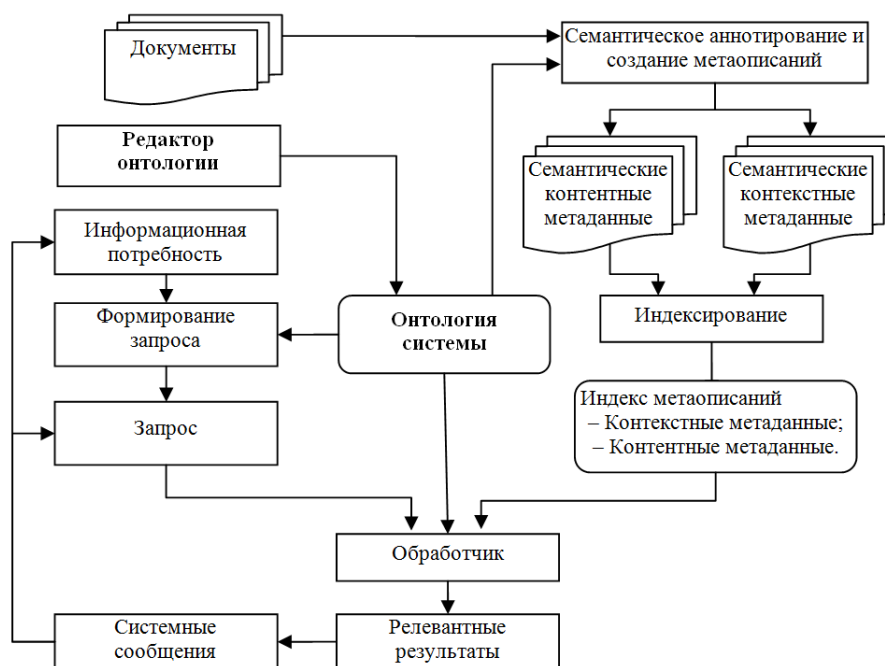 Документы
Семантическое аннотирование и
создание метаописаний
Редактор
онтологии
Семантические
контентные
метаданные
Семантические
контекстные
метаданные
Информационная
потребность
Формирование
запроса
Онтология
системы
Индексирование
Запрос
Индекс метаописаний
– Контекстные метаданные;
– Контентные метаданные.
Обработчик
Системные
сообщения
Релевантные
результаты